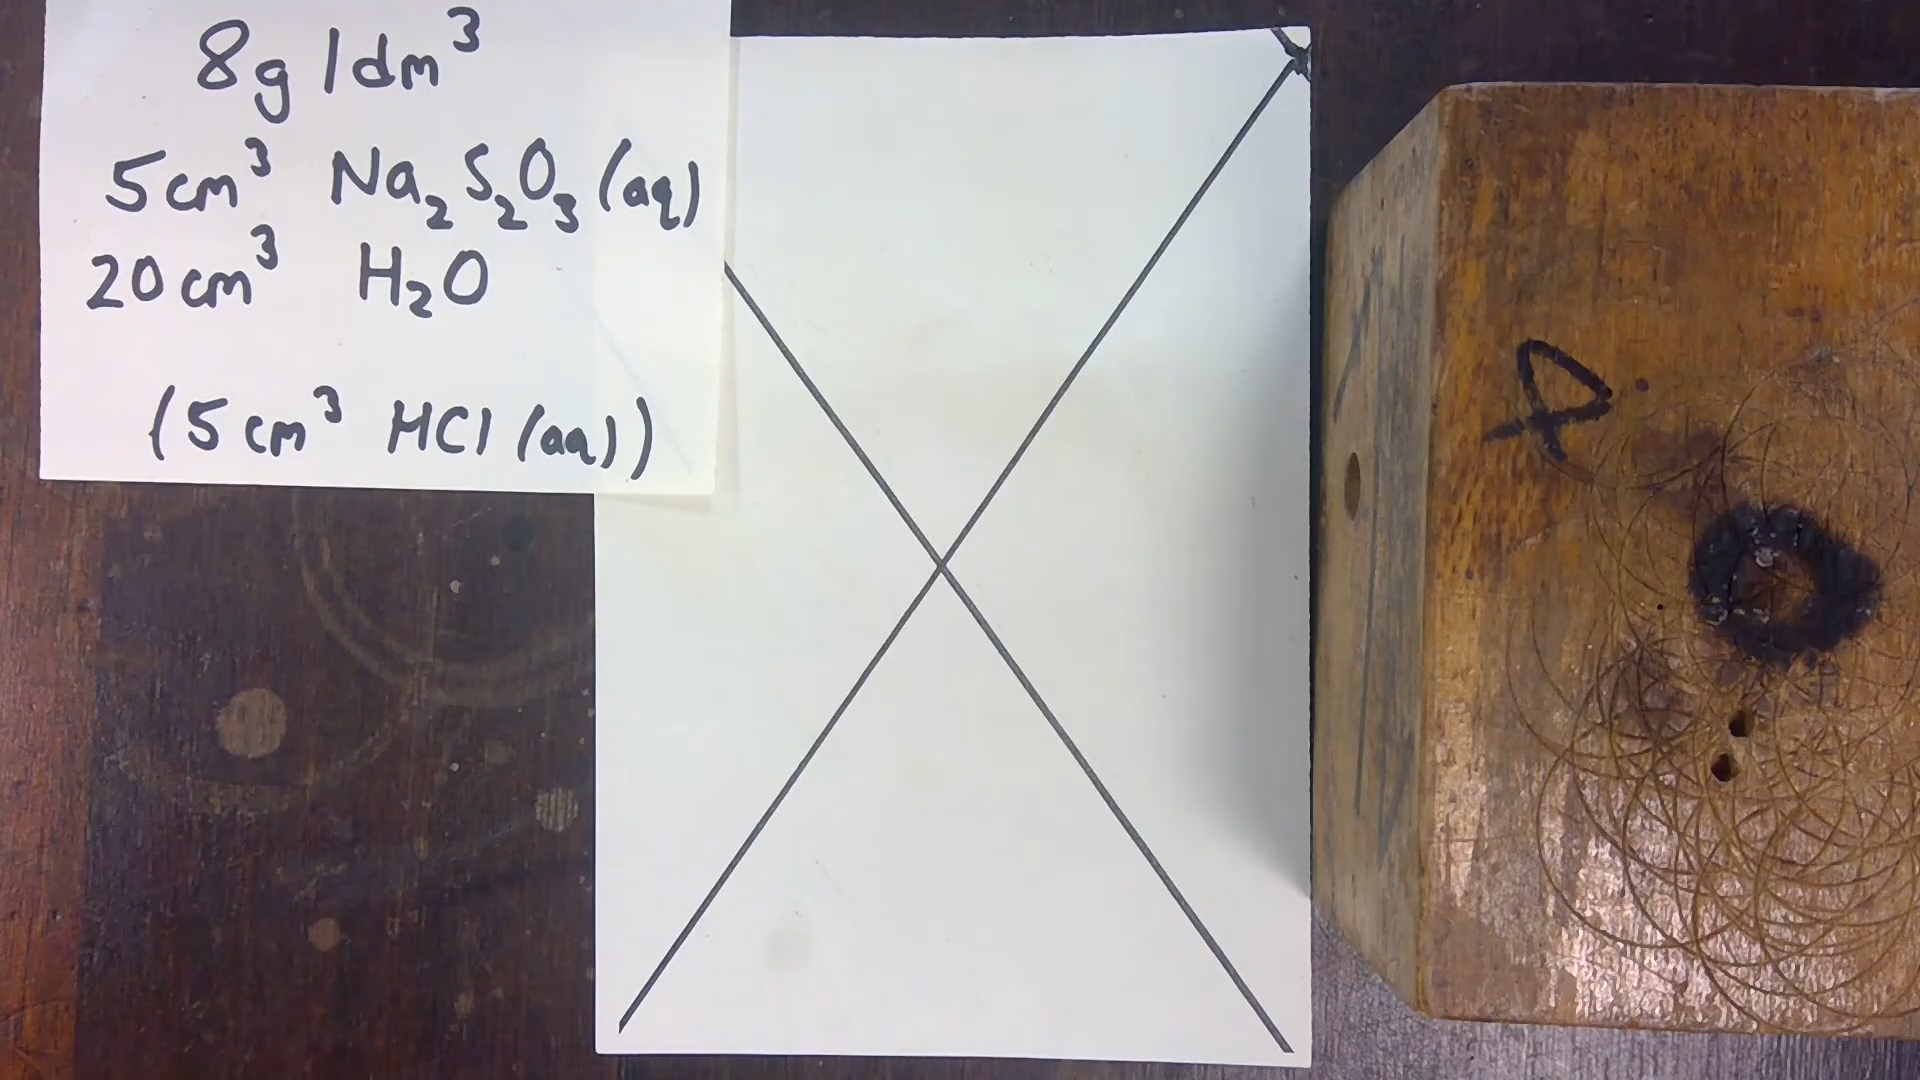 8g/dm³
5cm³ Na₂S₂O₃(aq)
20cm³ H₂O
(5cm³ HCl(aq))